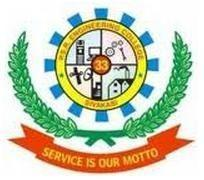 P.S.R. ENGINEERING COLLEGE
33
SIVAKASI
SERVICE IS OUR MOTTO